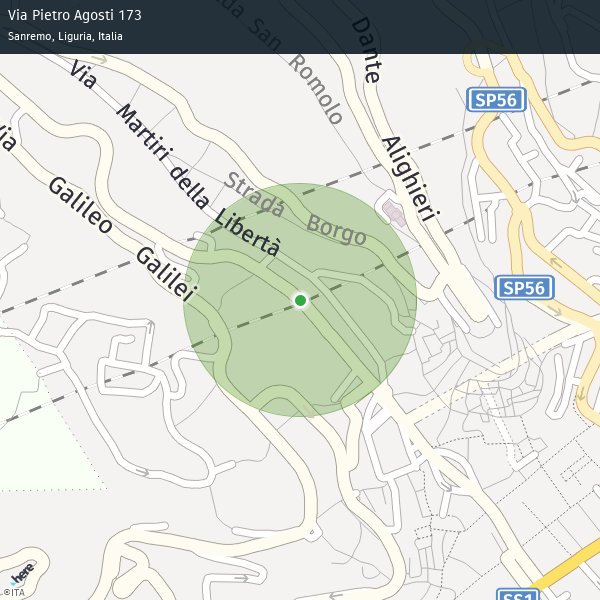 Via Pietro Agosti 173
Sanremo, Liguria, Italia
Via Martiri della Libertà
San Romolo
Dante Alighieri
SP56
Via Galileo Galilei
Strada Borgo
SP56
SS1
here
©ITA